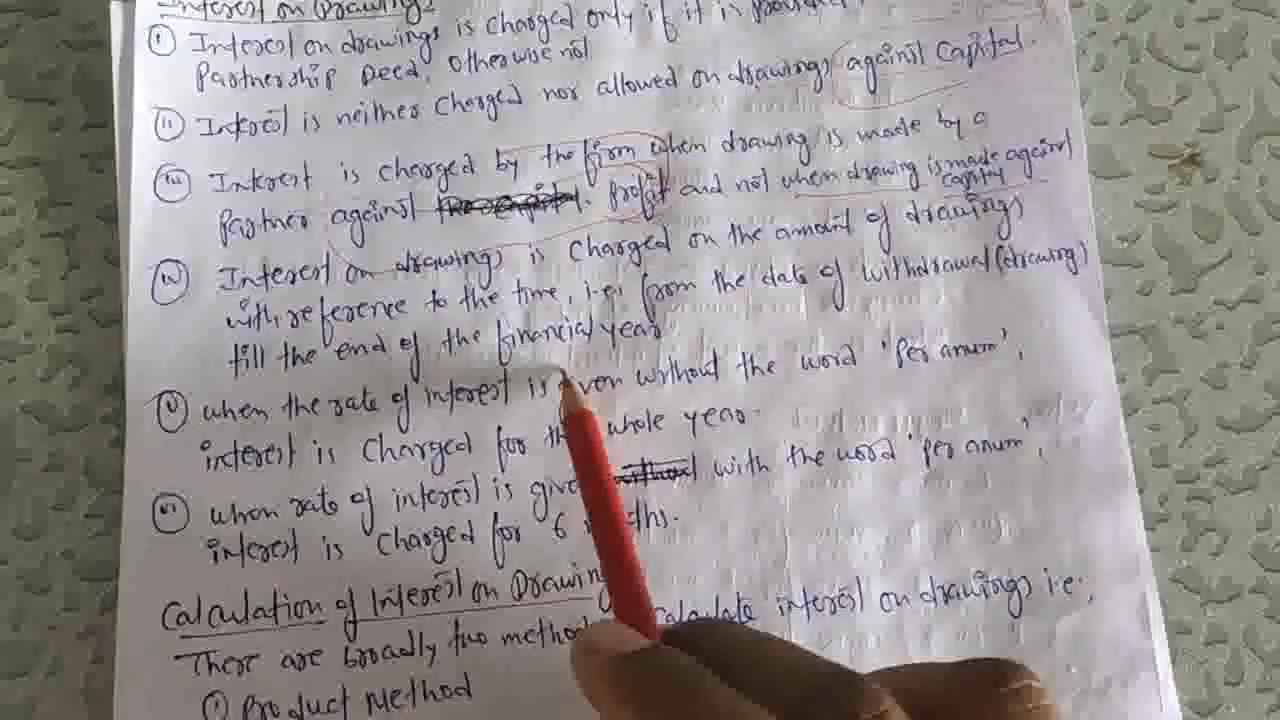 Interest on Drawings
(i) Interest on drawings is charged only if it is
Partnership Deed, otherwise not
(ii) Interest is neither charged nor allowed on drawings against Capital.
(iii) Interest is charged by the firm when drawing is made by a
partner against profit and not when drawing is made against
capital
(iv) Interest on drawings is charged on the amount of drawings
with reference to the time, i.e. from the date of withdrawal (drawing)
till the end of the financial year
(v) when the rate of interest is given without the word 'per anum',
interest is charged for the whole year.
(vi) when rate of interest is given with the word 'per anum',
interest is charged for 6 months.
Calculation of Interest on Drawing
There are broadly two method calculate interest on drawings i.e;
(1) Product Method